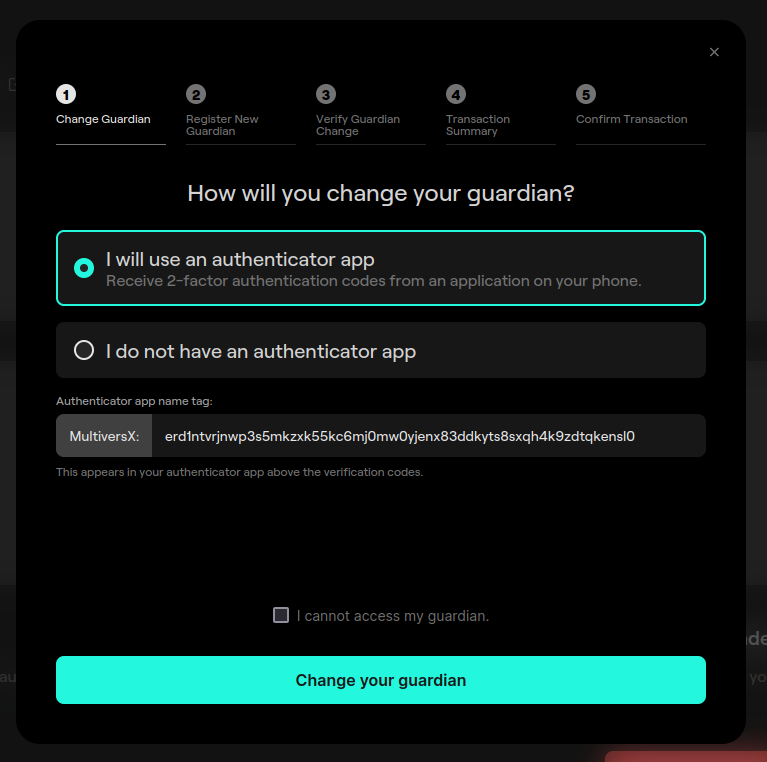 1
Change Guardian
2
Register New
Guardian
3
Verify Guardian
Change
4
Transaction
Summary
5
Confirm Transaction
How will you change your guardian?
I will use an authenticator app
Receive 2-factor authentication codes from an application on your phone.
I do not have an authenticator app
Authenticator app name tag:
MultiversX: erd1ntvrjnwp3s5mkzxk55kc6mj0mw0yjenx83ddkyts8sxqh4k9zdtqkensl0
This appears in your authenticator app above the verification codes.
I cannot access my guardian.
Change your guardian